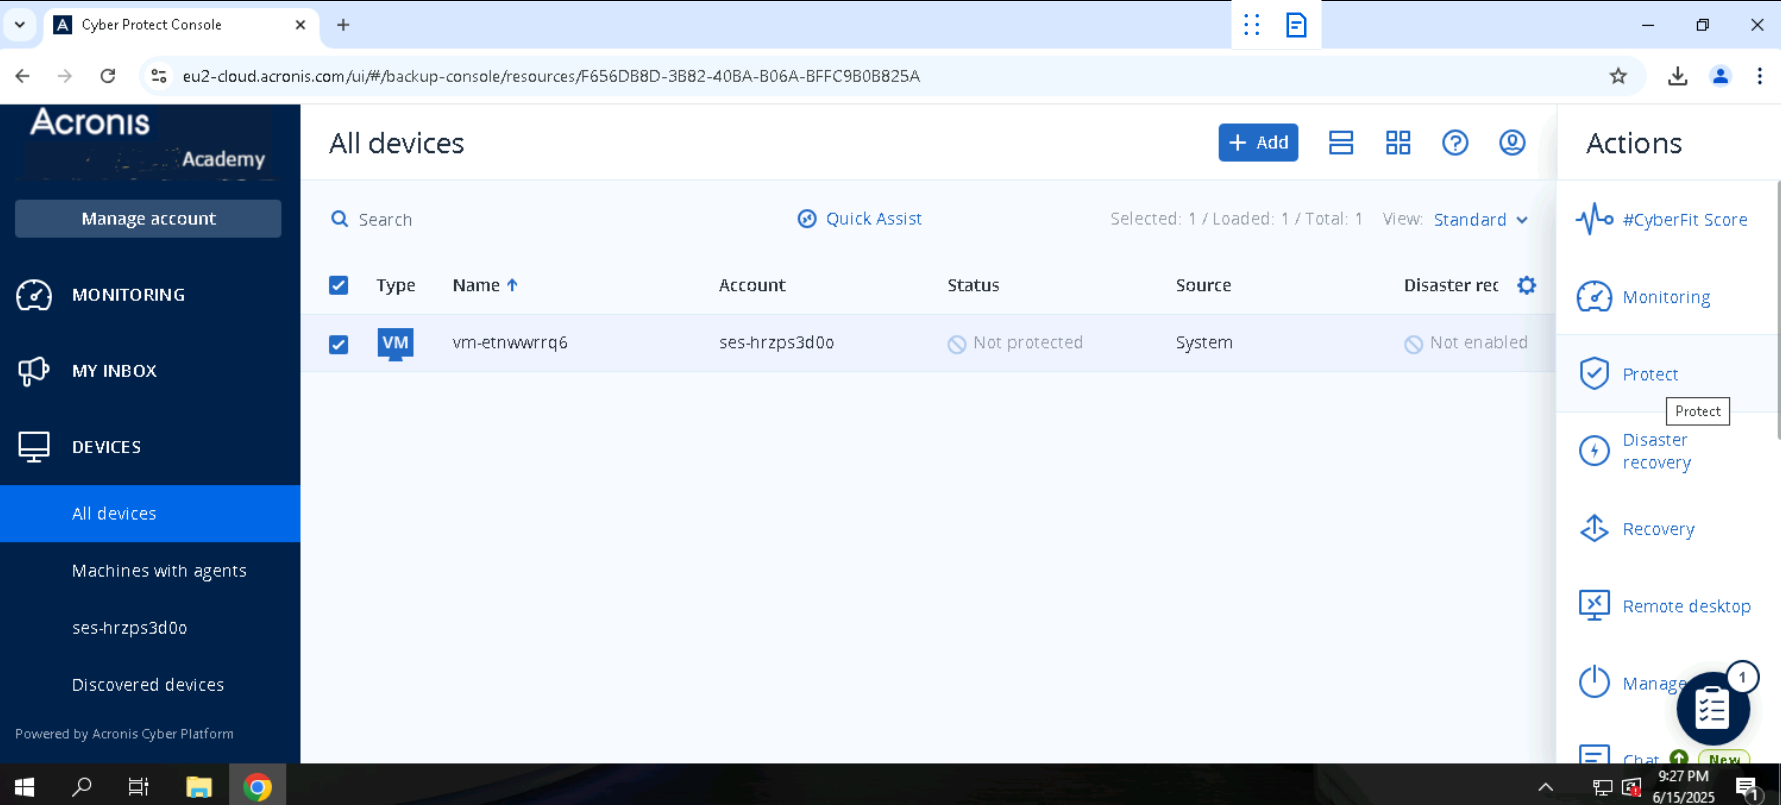 Cyber Protect Console
eu2-cloud.acronis.com/ui/#/backup-console/resources/F656DB8D-3B82-40BA-B06A-BFFC9B0B825A
Acronis
Academy
Manage account
MONITORING
MY INBOX
DEVICES
All devices
Machines with agents
ses-hrzps3d0o
Discovered devices
Powered by Acronis Cyber Platform
All devices
+ Add
Search
Quick Assist
Selected: 1 / Loaded: 1 / Total: 1
View: Standard
Type Name Account Status Source Disaster rec
VM vm-etnwwrrq6 ses-hrzps3d0o Not protected System Not enabled
Actions
#CyberFit Score
Monitoring
Protect
Protect
Disaster
recovery
Recovery
Remote desktop
Manage
1
Chat New
9:27 PM
6/15/2025
1